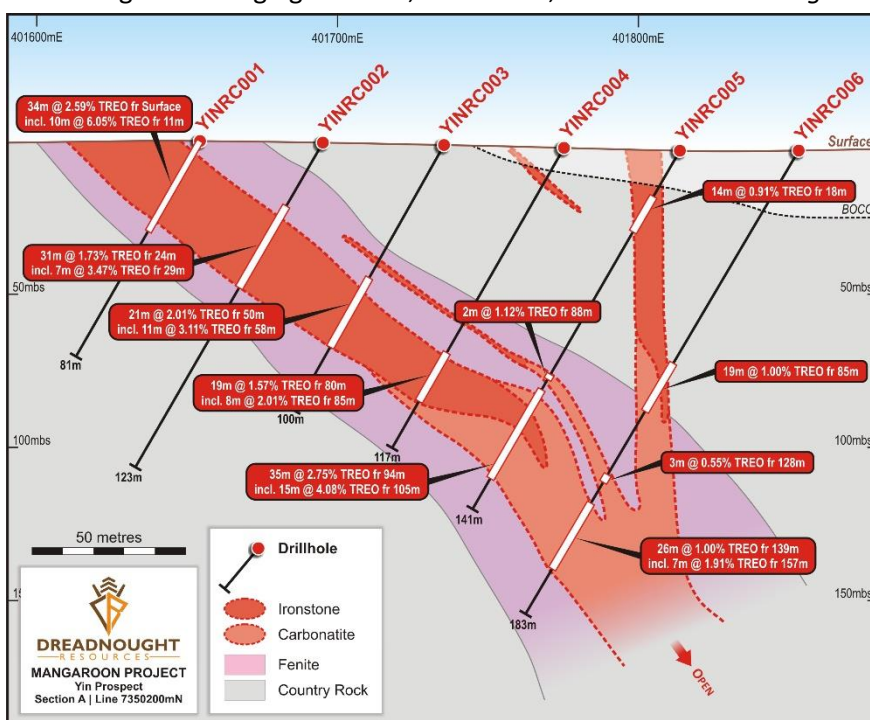 401600mE
401700mE
401800mE
YINRC001
YINRC002
YINRC003
YINRC004
YINRC005
YINRC006
34m @ 2.59% TREO fr Surface
incl. 10m @ 6.05% TREO fr 11m
Surface
14m @ 0.91% TREO fr 18m
BOCO
31m @ 1.73% TREO fr 24m
incl. 7m @ 3.47% TREO fr 29m
50mbs
50mbs
21m @ 2.01% TREO fr 50m
incl. 11m @ 3.11% TREO fr 58m
2m @ 1.12% TREO fr 88m
81m
19m @ 1.57% TREO fr 80m
incl. 8m @ 2.01% TREO fr 85m
19m @ 1.00% TREO fr 85m
100m
100mbs
100mbs
117m
123m
35m @ 2.75% TREO fr 94m
incl. 15m @ 4.08% TREO fr 105m
3m @ 0.55% TREO fr 128m
141m
50 metres
26m @ 1.00% TREO fr 139m
incl. 7m @ 1.91% TREO fr 157m
150mbs
183m
Drillhole
Ironstone
Carbonatite
Fenite
Country Rock
DREADNOUGHT
RESOURCES
MANGAROON PROJECT
Yin Prospect
Section A | Line 7350200mN
OPEN